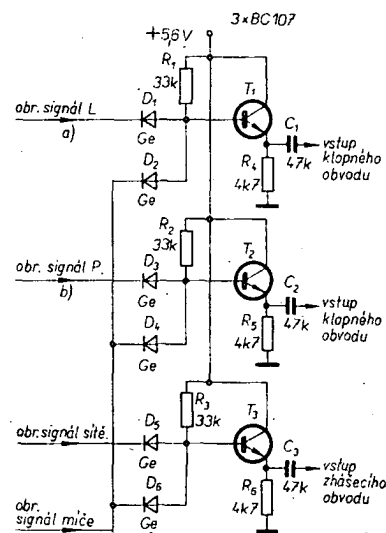 3×BC107
+5,6V
R1
33k
T1
obr. signál L
a)
D1
Ge
D2
Ge
C1
47k
vstup
klopného
obvodu
R4
4k7
R2
33k
T2
obr. signál P.
b)
D3
Ge
D4
Ge
C2
47k
vstup
klopného
obvodu
R5
4k7
R3
33k
T3
obr. signál sítě
D5
Ge
D6
Ge
C3
47k
vstup
zhášecího
obvodu
R6
4k7
obr.
signál míče